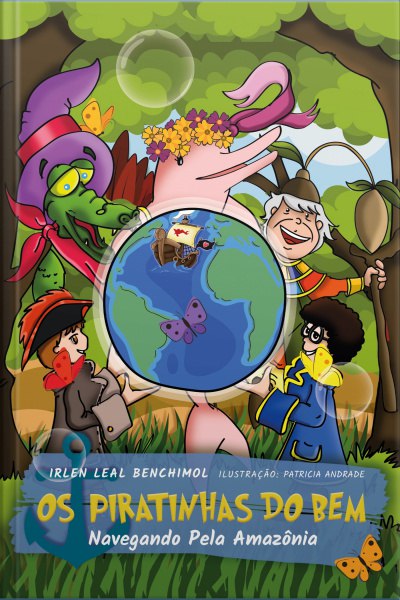 IRLEN LEAL BENCHIMOL ILUSTRAÇÃO: PATRICIA ANDRADE
OS PIRATINHAS DO BEM
Navegando Pela Amazônia